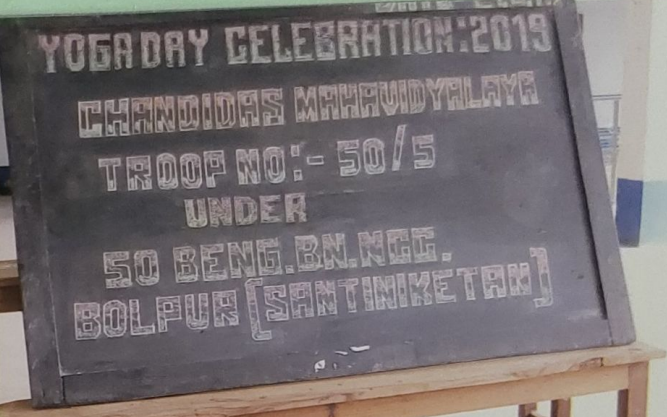 YOGA DAY CELEBRATION:2019
CHANDIDAS MAHAVIDYALAYA
TROOP NO:- 50/5
UNDER
50 BENG.BN.NCC.
BOLPUR [SANTINIKETAN]